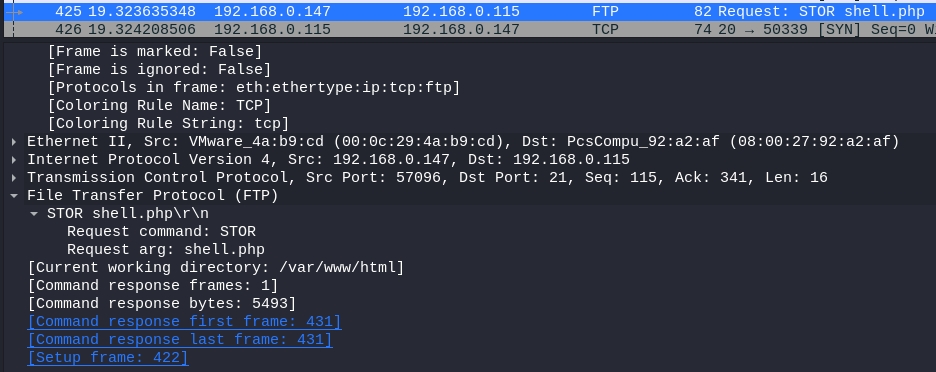 425 19.323635348 192.168.0.147 192.168.0.115 FTP 82 Request: STOR shell.php
426 19.324208506 192.168.0.115 192.168.0.147 TCP 74 20 → 50339 [SYN] Seq=0
[Frame is marked: False]
[Frame is ignored: False]
[Protocols in frame: eth:ethertype:ip:tcp:ftp]
[Coloring Rule Name: TCP]
[Coloring Rule String: tcp]
Ethernet II, Src: VMware_4a:b9:cd (00:0c:29:4a:b9:cd), Dst: PcsCompu_92:a2:af (08:00:27:92:a2:af)
Internet Protocol Version 4, Src: 192.168.0.147, Dst: 192.168.0.115
Transmission Control Protocol, Src Port: 57096, Dst Port: 21, Seq: 115, Ack: 341, Len: 16
File Transfer Protocol (FTP)
STOR shell.php\r\n
Request command: STOR
Request arg: shell.php
[Current working directory: /var/www/html]
[Command response frames: 1]
[Command response bytes: 5493]
[Command response first frame: 431]
[Command response last frame: 431]
[Setup frame: 422]